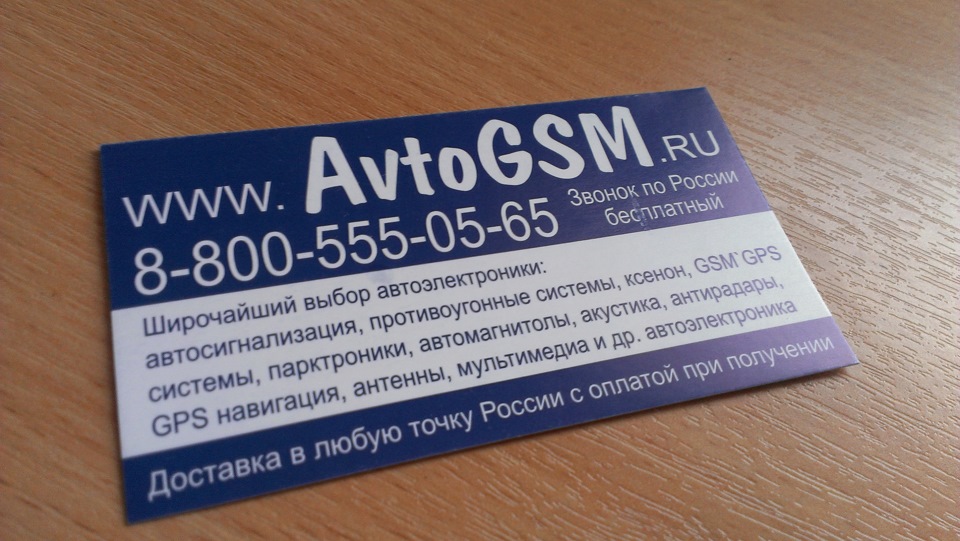 www.AvtoGSM.RU
8-800-555-05-65
Звонок по России
бесплатный
Широчайший выбор автоэлектроники:
автосигнализация, противоугонные системы, ксенон, GSM`GPS
системы, парктроники, автомагнитолы, акустика, антирадары,
GPS навигация, антенны, мультимедиа и др. автоэлектроника
Доставка в любую точку России с оплатой при получении